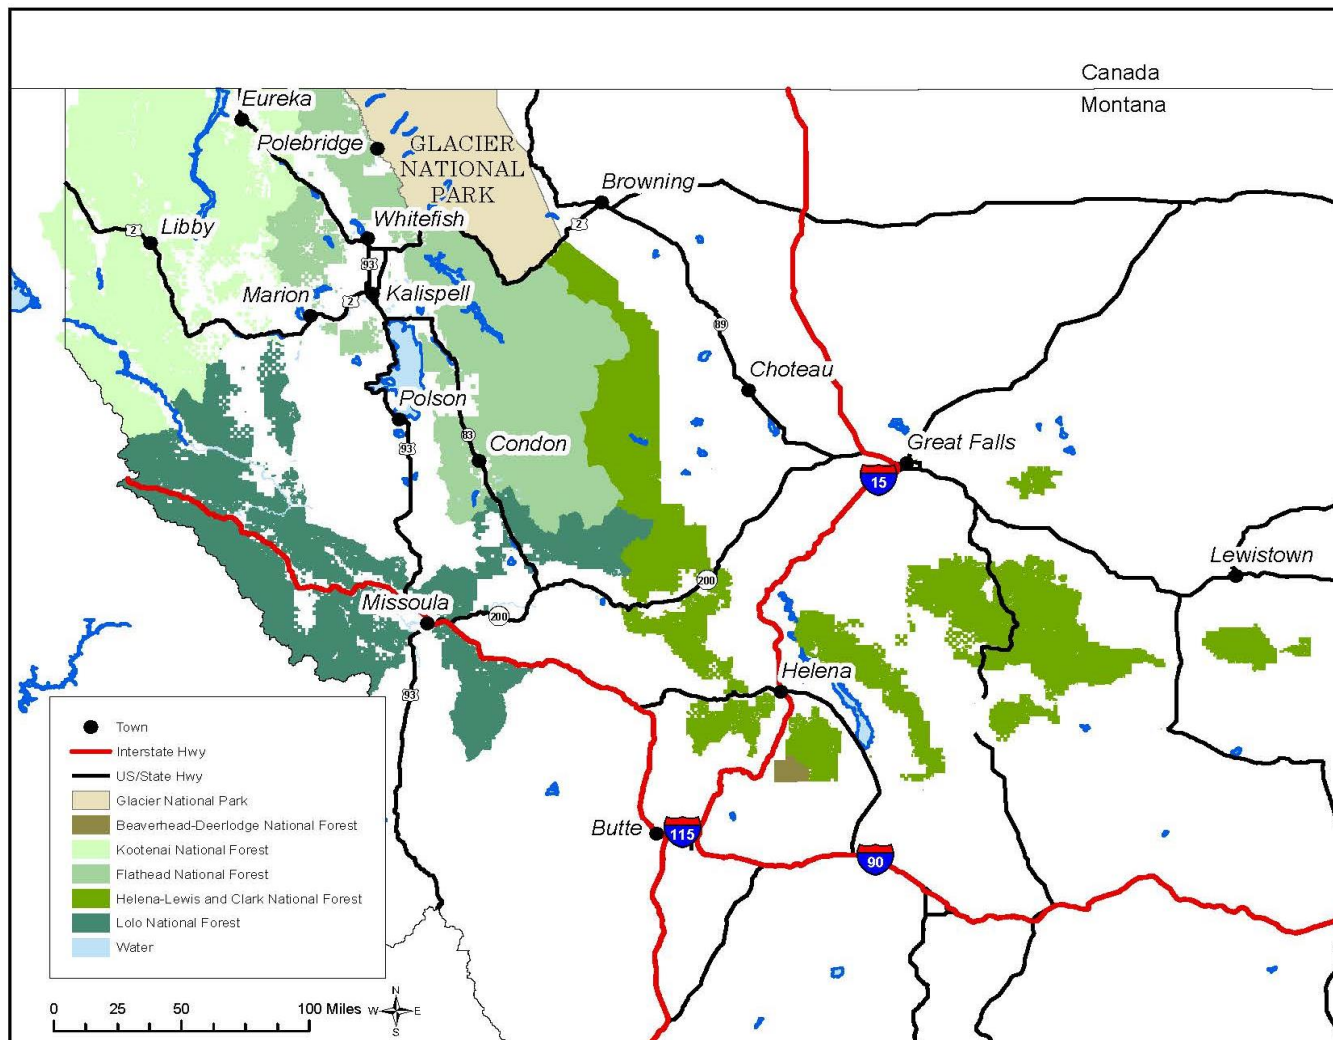 Canada
Montana
Eureka
Polebridge
GLACIER
NATIONAL
PARK
Browning
2
Whitefish
2
Libby
93
Marion
2
Kalispell
89
Choteau
Polson
93
83
Condon
Great Falls
15
Lewistown
200
Missoula
200
Helena
93
Butte
115
90
Town
Interstate Hwy
US/State Hwy
Glacier National Park
Beaverhead-Deerlodge National Forest
Kootenai National Forest
Flathead National Forest
Helena-Lewis and Clark National Forest
Lolo National Forest
Water
0 25 50 100 Miles
N
W E
S